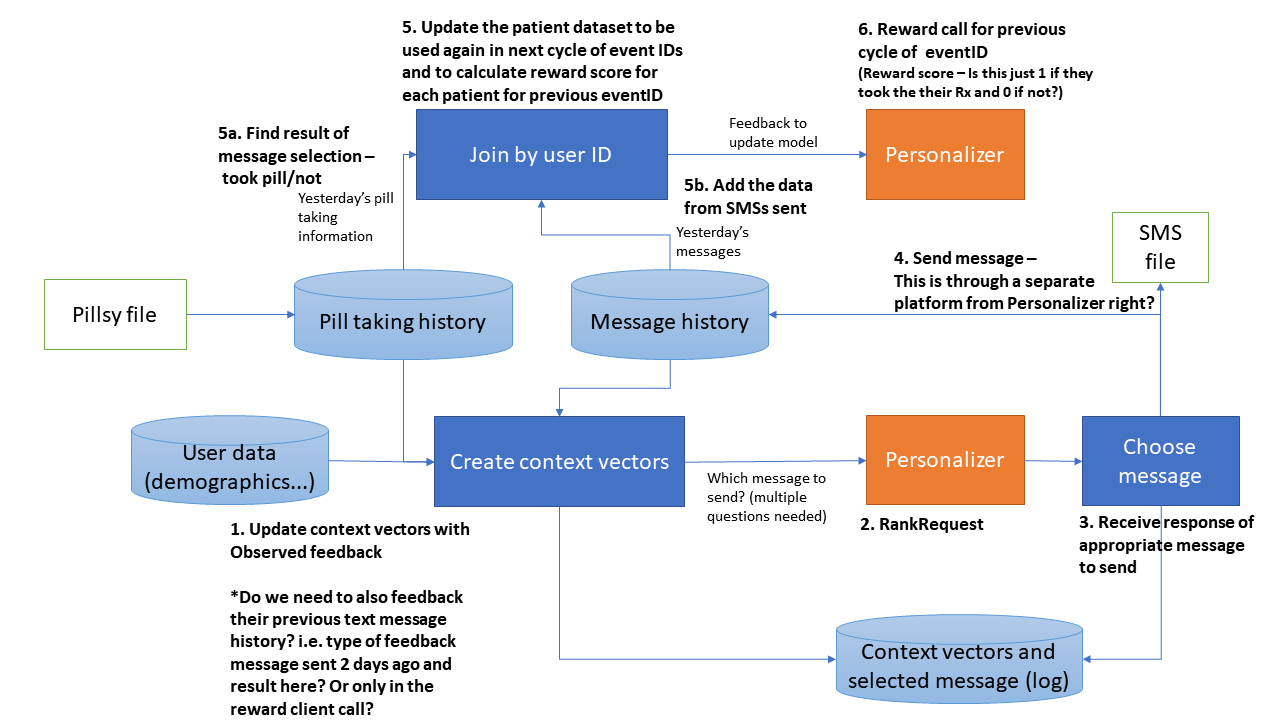 5. Update the patient dataset to be
used again in next cycle of event IDs
and to calculate reward score for
each patient for previous eventID
6. Reward call for previous
cycle of  eventID
(Reward score – Is this just 1 if they
took the their Rx and 0 if not?)
5a. Find result of
message selection –
took pill/not
Yesterday's pill
taking
information
Join by user ID
Feedback to
update model
Personalizer
5b. Add the data
from SMSs sent
Yesterday's
messages
SMS
file
4. Send message –
This is through a separate
platform from Personalizer right?
Pillsy file
Pill taking history
Message history
User data
(demographics...)
Create context vectors
Which message to
send? (multiple
questions needed)
Personalizer
Choose
message
1. Update context vectors with
Observed feedback
2. RankRequest
3. Receive response of
appropriate message
to send
*Do we need to also feedback
their previous text message
history? i.e. type of feedback
message sent 2 days ago and
result here? Or only in the
reward client call?
Context vectors and
selected message (log)